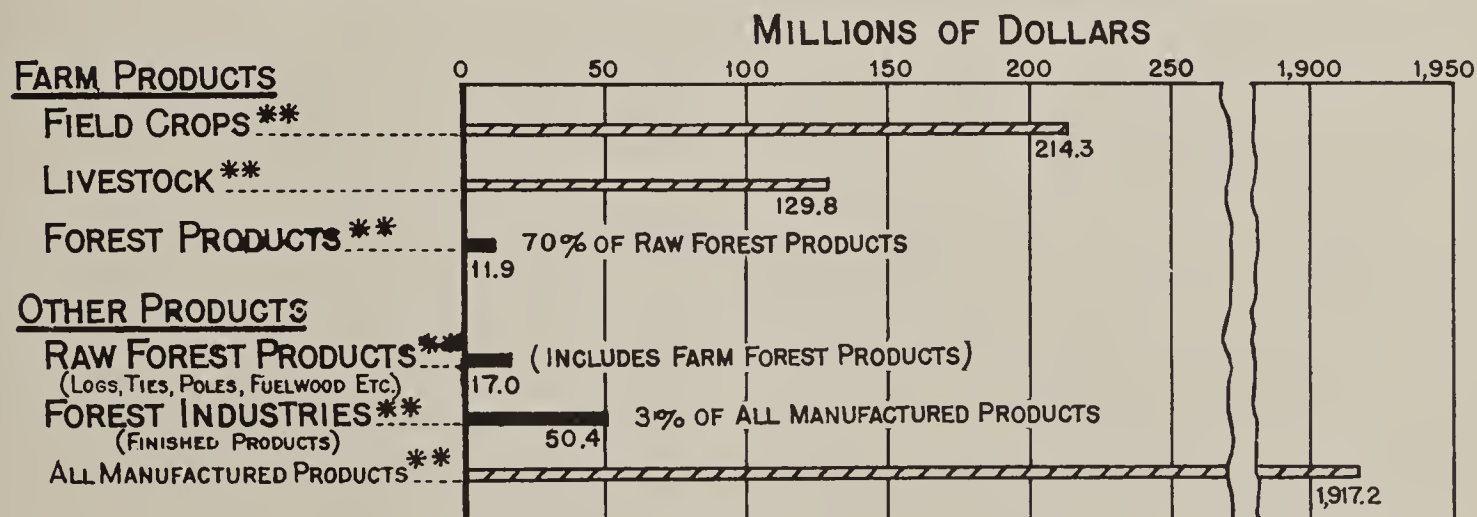 MILLIONS OF DOLLARS
0 50 100 150 200 250 1,900 1,950
FARM PRODUCTS
FIELD CROPS**
214.3
LIVESTOCK**
129.8
FOREST PRODUCTS** 70% OF RAW FOREST PRODUCTS
11.9
OTHER PRODUCTS
RAW FOREST PRODUCTS** (INCLUDES FARM FOREST PRODUCTS)
(LOGS, TIES, POLES, FUELWOOD ETC.) 17.0
FOREST INDUSTRIES** 3% OF ALL MANUFACTURED PRODUCTS
(FINISHED PRODUCTS) 50.4
ALL MANUFACTURED PRODUCTS**
1,917.2